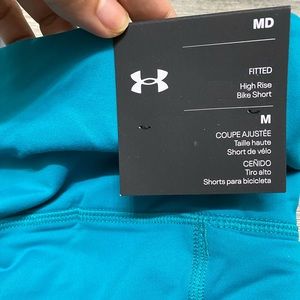 MD
FITTED
High Rise
Bike Short
M
COUPE AJUSTÉE
Taille haute
Short de vélo
CEÑIDO
Tiro alto
Shorts para bicicleta